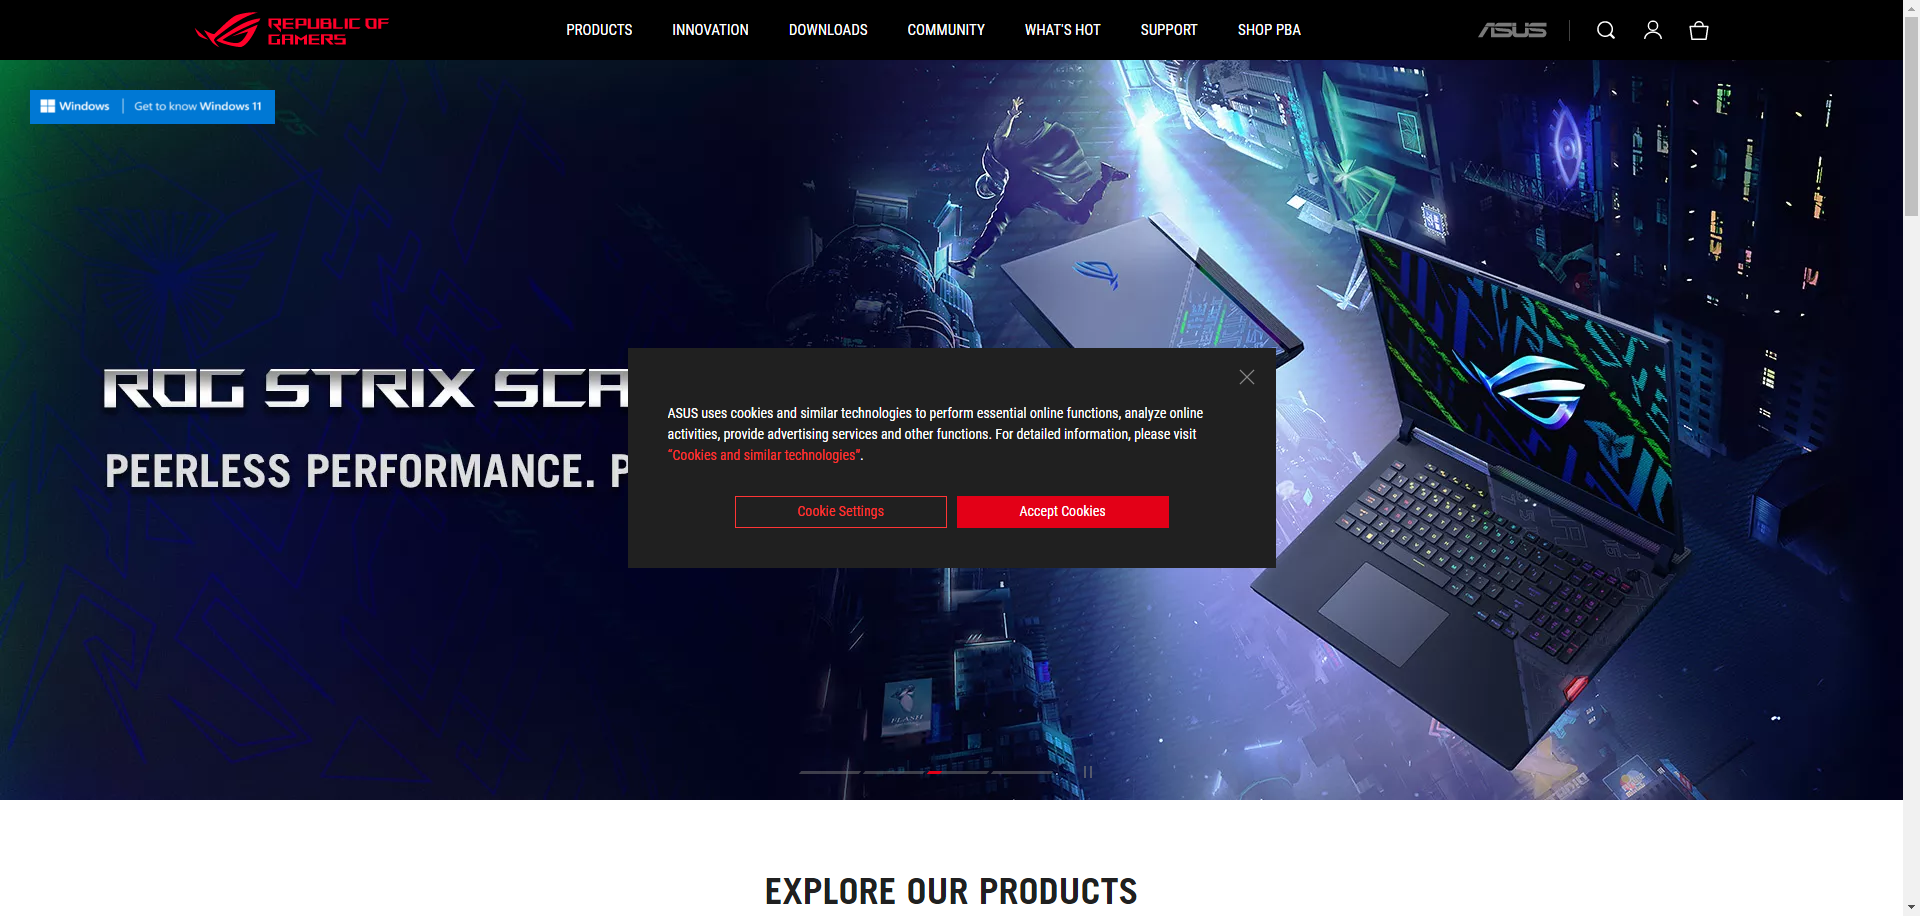 REPUBLIC OF
GAMERS
PRODUCTS
INNOVATION
DOWNLOADS
COMMUNITY
WHAT'S HOT
SUPPORT
SHOP PBA
ASUS
Windows | Get to know Windows 11
ROG STRIX SCA
PEERLESS PERFORMANCE. P
ASUS uses cookies and similar technologies to perform essential online functions, analyze online
activities, provide advertising services and other functions. For detailed information, please visit
"Cookies and similar technologies".
Cookie Settings
Accept Cookies
FLASH
EXPLORE OUR PRODUCTS